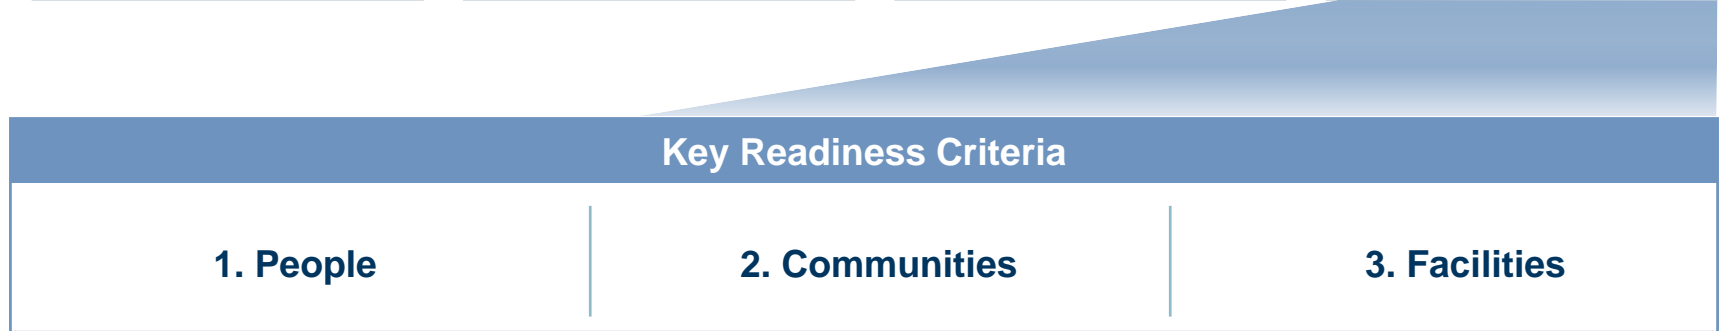 Key Readiness Criteria
1. People
2. Communities
3. Facilities